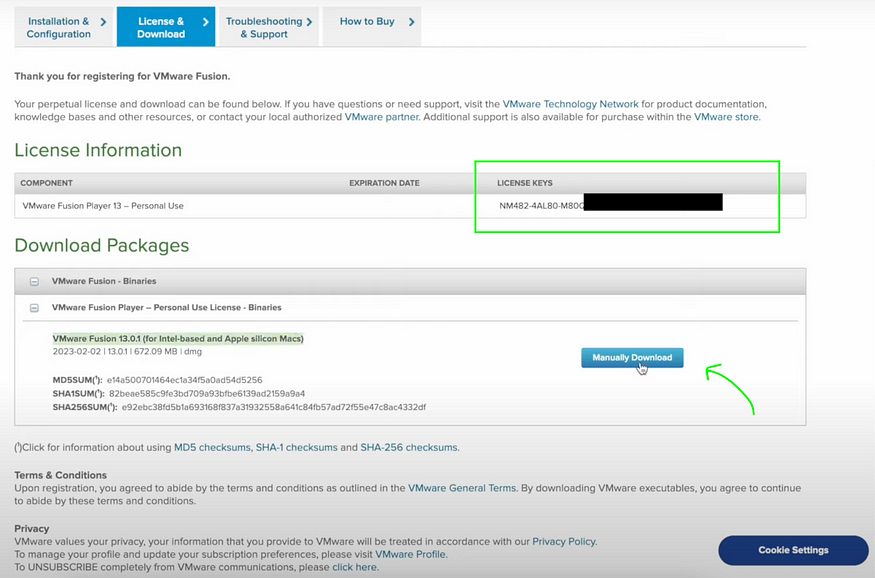 Installation & Configuration
License & Download
Troubleshooting & Support
How to Buy
Thank you for registering for VMware Fusion.
Your perpetual license and download can be found below. If you have questions or need support, visit the VMware Technology Network for product documentation,
knowledge bases and other resources, or contact your local authorized VMware partner. Additional support is also available for purchase within the VMware store.
License Information
COMPONENT EXPIRATION DATE LICENSE KEYS
VMware Fusion Player 13 – Personal Use NM482-4AL80-M80
Download Packages
VMware Fusion - Binaries
VMware Fusion Player – Personal Use License - Binaries
VMware Fusion 13.0.1 (for Intel-based and Apple silicon Macs)
2023-02-02 | 13.0.1 | 672.09 MB | dmg
Manually Download
MD5SUM(¹): e14a500701464ec1a34f5a0ad54d5256
SHA1SUM(¹): 82beae585c9fe3bd709a93bfbe6139ad2159a9a4
SHA256SUM(¹): e92ebc38fd5b1a693168f837a31932558a641c84fb57ad72f55e47c8ac4332df
(¹)Click for information about using MD5 checksums, SHA-1 checksums and SHA-256 checksums.
Terms & Conditions
Upon registration, you agreed to abide by the terms and conditions as outlined in the VMware General Terms. By downloading VMware executables, you agree to continue
to abide by these terms and conditions.
Privacy
VMware values your privacy, your information that you provide to VMware will be treated in accordance with our Privacy Policy.
To manage your profile and update your subscription preferences, please visit VMware Profile.
To UNSUBSCRIBE completely from VMware communications, please click here.
Cookie Settings